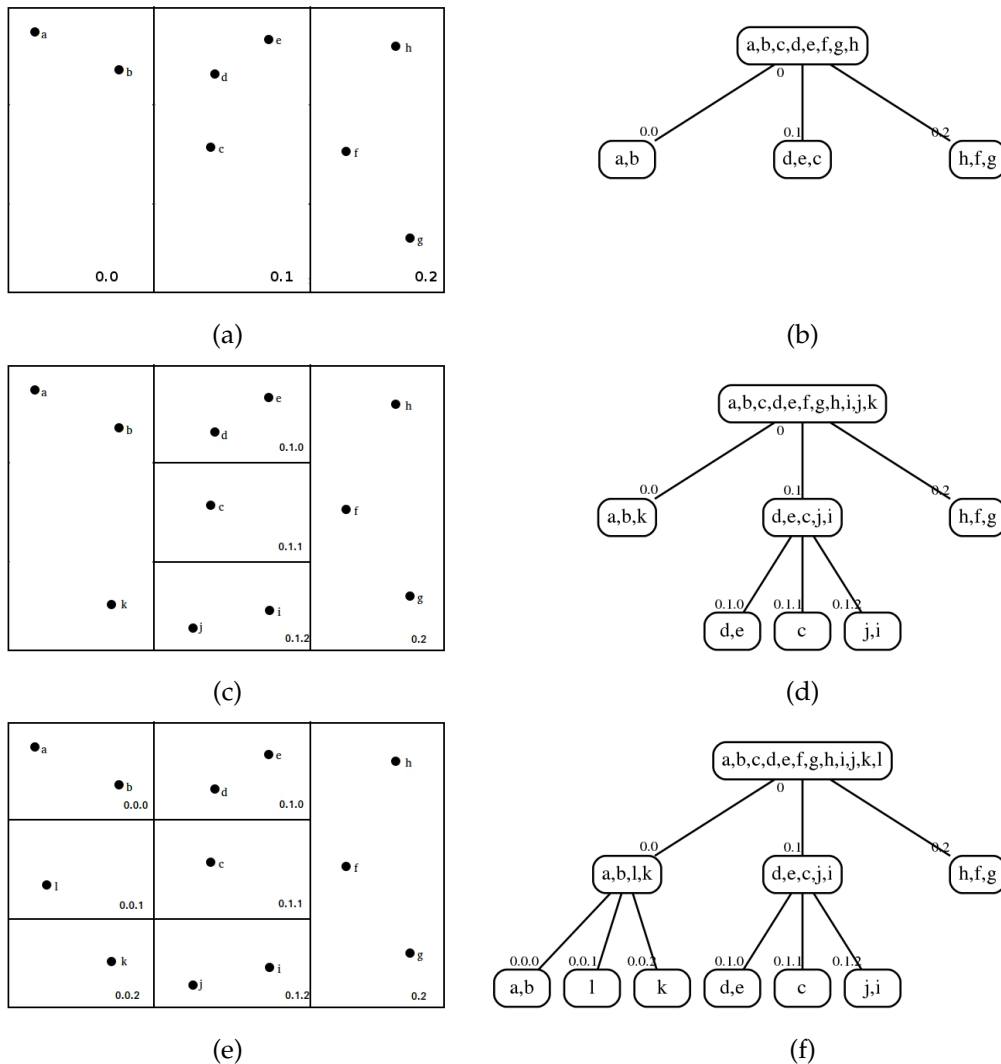 a
b
e
d
c
h
f
g
0.0
0.1
0.2
(a)
a,b,c,d,e,f,g,h
0
0.0
0.1
0.2
a,b
d,e,c
h,f,g
(b)
a
b
k
e
d
0.1.0
c
0.1.1
j
i
0.1.2
h
f
g
0.2
(c)
a,b,c,d,e,f,g,h,i,j,k
0
0.0
0.1
0.2
a,b,k
d,e,c,j,i
h,f,g
0.1.0
0.1.1
0.1.2
d,e
c
j,i
(d)
a
b
0.0.0
l
0.0.1
k
0.0.2
e
d
0.1.0
c
0.1.1
j
i
0.1.2
h
f
g
0.2
(e)
a,b,c,d,e,f,g,h,i,j,k,l
0
0.0
0.1
0.2
a,b,l,k
d,e,c,j,i
h,f,g
0.0.0
0.0.1
0.0.2
0.1.0
0.1.1
0.1.2
a,b
l
k
d,e
c
j,i
(f)